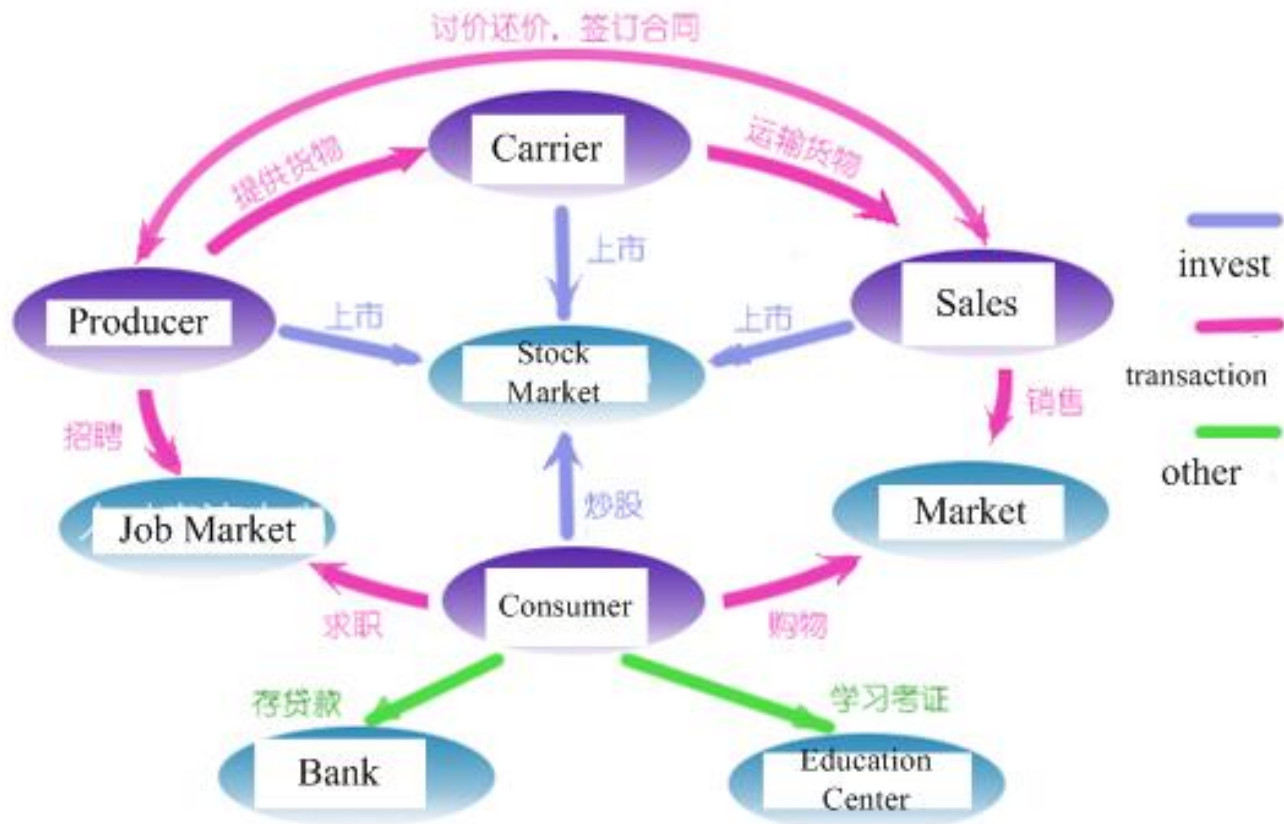 讨价还价，签订合同
Carrier
提供货物
运输货物
上市
invest
Producer
上市
上市
Sales
Stock
Market
transaction
招聘
销售
other
Job Market
炒股
Market
Consumer
求职
购物
存贷款
学习考证
Bank
Education
Center